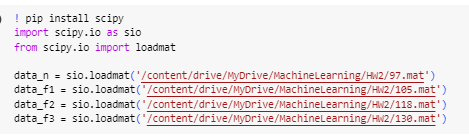 ! pip install scipy
import scipy.io as sio
from scipy.io import loadmat
data_n = sio.loadmat('/content/drive/MyDrive/MachineLearning/HW2/97.mat')
data_f1 = sio.loadmat('/content/drive/MyDrive/MachineLearning/HW2/105.mat')
data_f2 = sio.loadmat('/content/drive/MyDrive/MachineLearning/HW2/118.mat')
data_f3 = sio.loadmat('/content/drive/MyDrive/MachineLearning/HW2/130.mat')